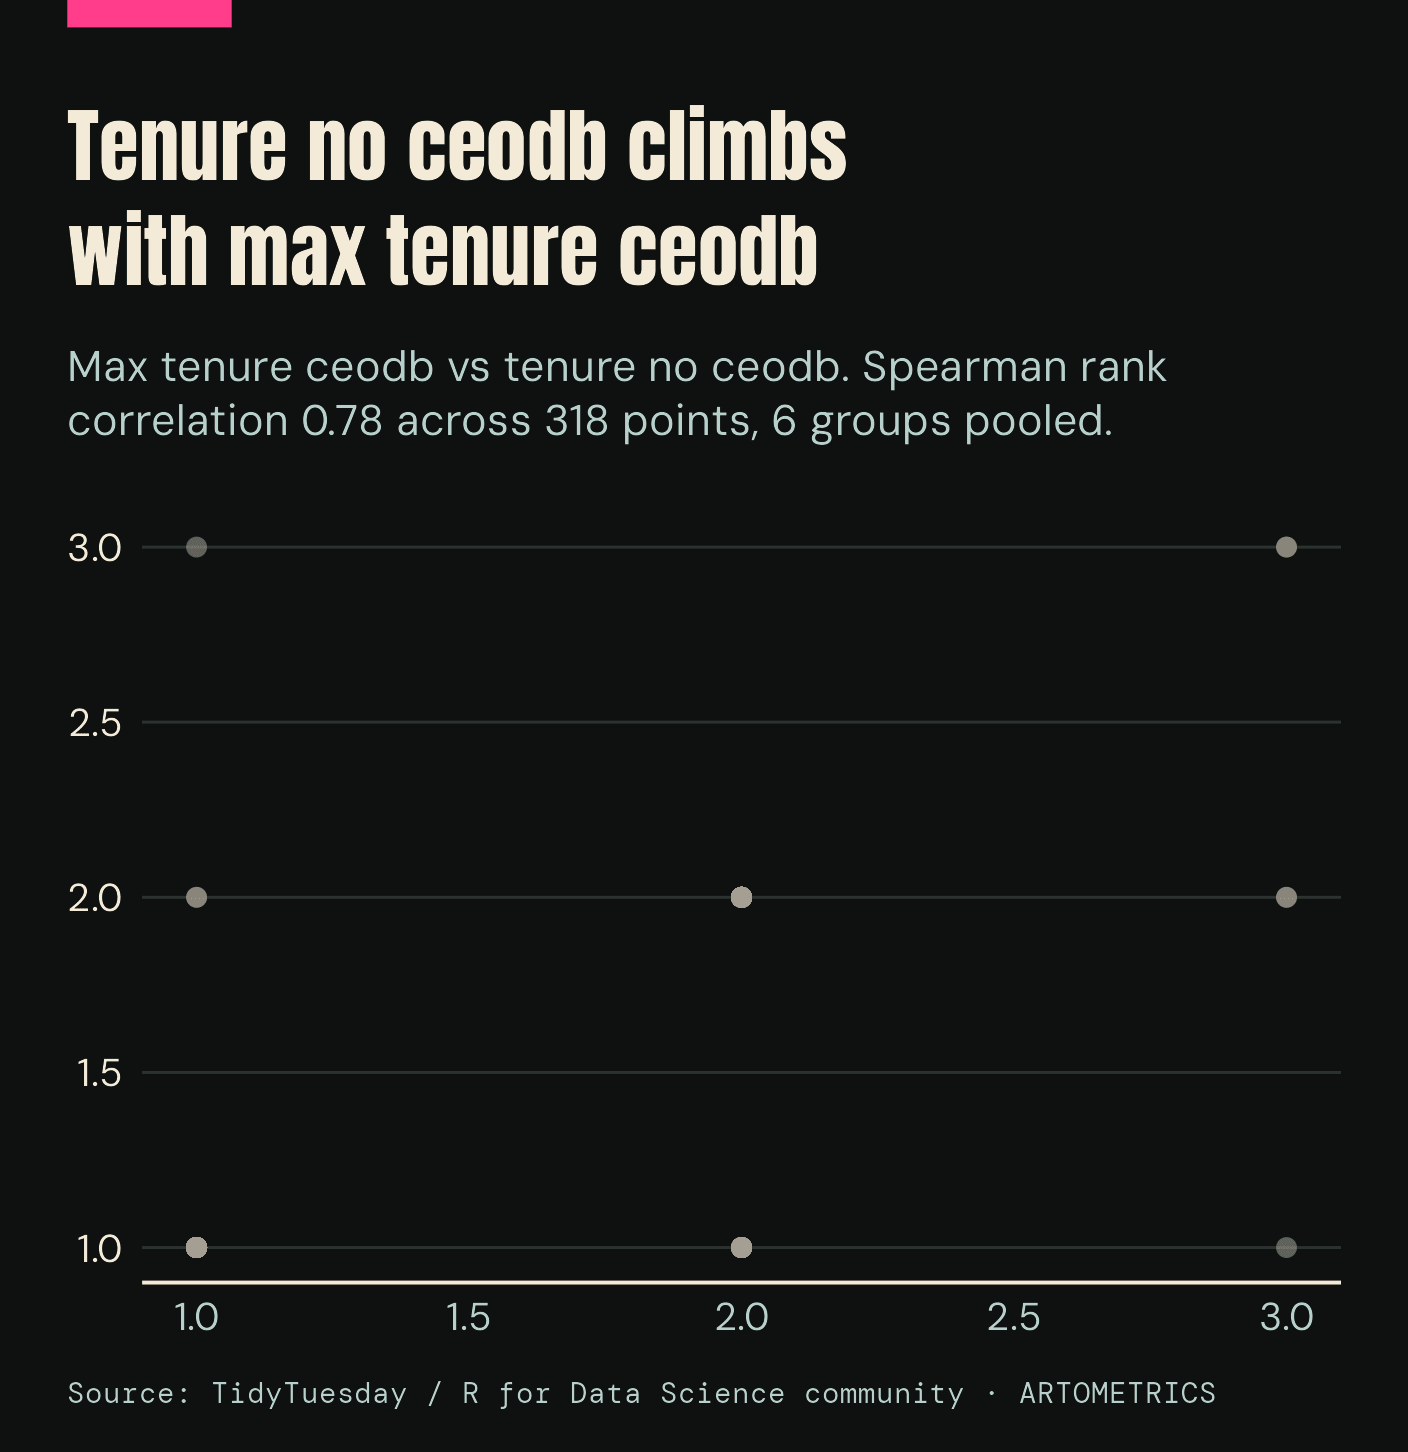 Tenure no ceodb climbs
with max tenure ceodb
Max tenure ceodb vs tenure no ceodb. Spearman rank
correlation 0.78 across 318 points, 6 groups pooled.
3.0
2.5
2.0
1.5
1.0
1.0 1.5 2.0 2.5 3.0
Source: TidyTuesday / R for Data Science community · ARTOMETRICS